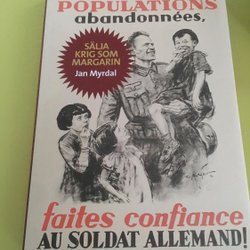 POPULATIONS
abandonnées,
SÄLJA
KRIG SOM
MARGARIN
Jan Myrdal
faites confiance
AU SOLDAT ALLEMAND!